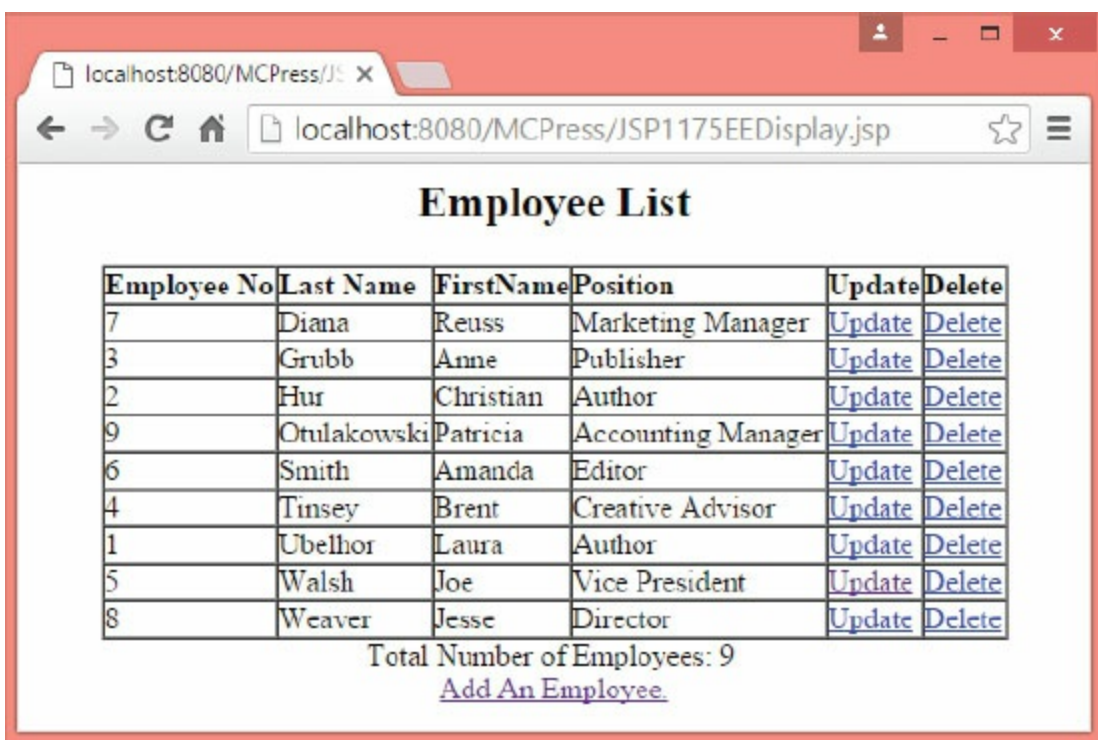 localhost:8080/MCPress/JS
localhost:8080/MCPress/JSP1175EEDisplay.jsp
Employee List
Employee No Last Name FirstName Position Update Delete
7 Diana Reuss Marketing Manager Update Delete
3 Grubb Anne Publisher Update Delete
2 Hur Christian Author Update Delete
9 Otulakowski Patricia Accounting Manager Update Delete
6 Smith Amanda Editor Update Delete
4 Tinsey Brent Creative Advisor Update Delete
1 Ubelhor Laura Author Update Delete
5 Walsh Joe Vice President Update Delete
8 Weaver Jesse Director Update Delete
Total Number of Employees: 9
Add An Employee.